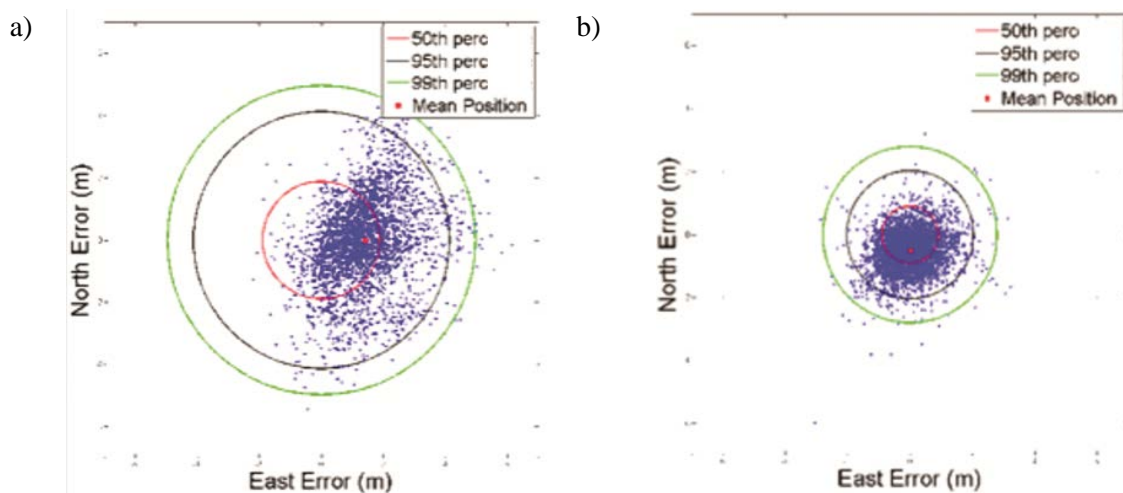 a)
50th perc
95th perc
99th perc
Mean Position
North Error (m)
East Error (m)
b)
50th perc
95th perc
99th perc
Mean Position
North Error (m)
East Error (m)